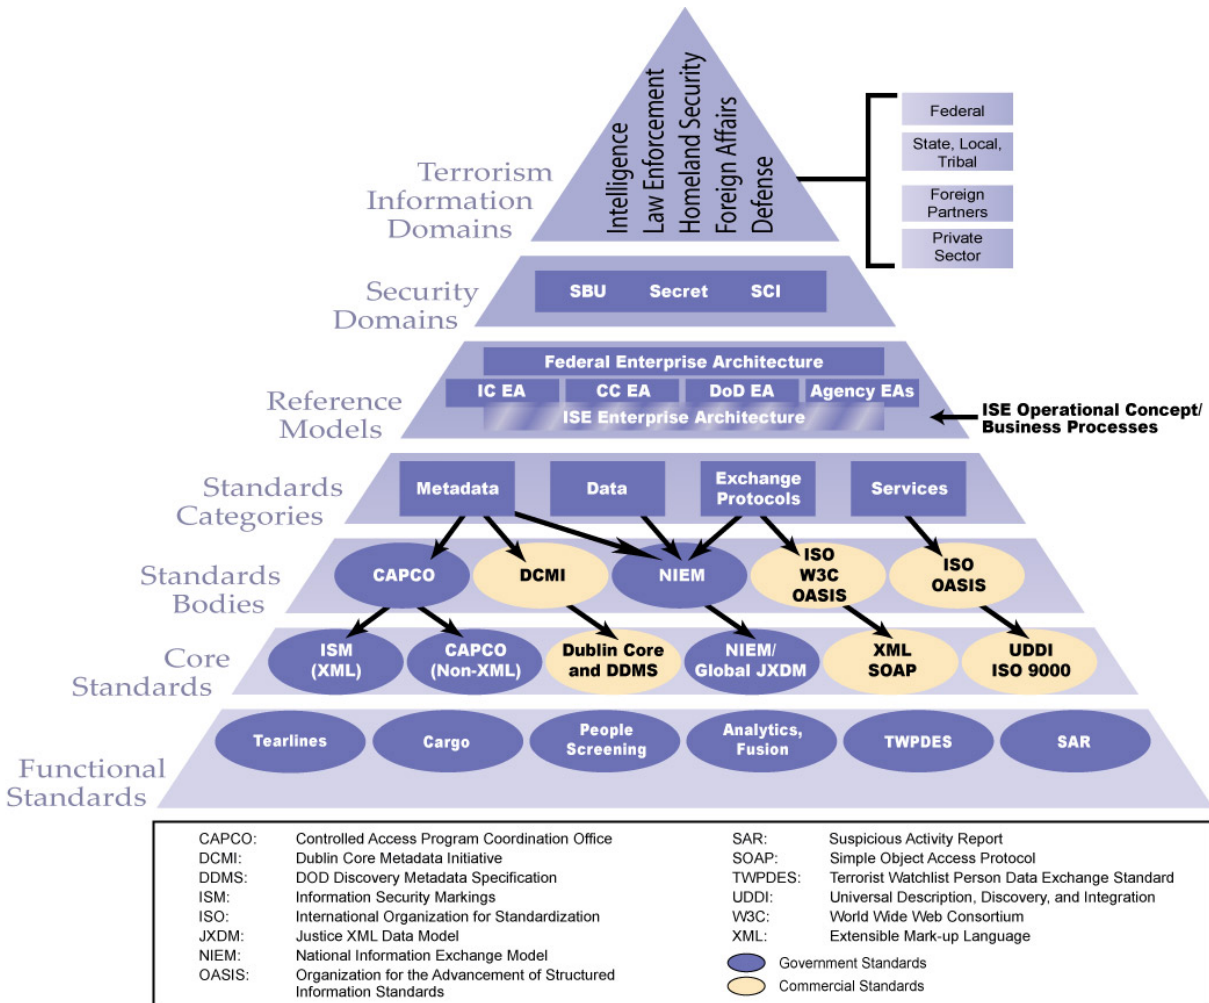 Terrorism
Information
Domains
Intelligence
Law Enforcement
Homeland Security
Foreign Affairs
Defense
Federal
State, Local,
Tribal
Foreign
Partners
Private
Sector
Security
Domains
SBU Secret SCI
Reference
Models
Federal Enterprise Architecture
IC EA CC EA DoD EA Agency EAs
ISE Enterprise Architecture
ISE Operational Concept/
Business Processes
Standards
Categories
Metadata
Data
Exchange
Protocols
Services
Standards
Bodies
CAPCO
DCMI
NIEM
ISO
W3C
OASIS
ISO
OASIS
Core
Standards
ISM
(XML)
CAPCO
(Non-XML)
Dublin Core
and DDMS
NIEM/
Global JXDM
XML
SOAP
UDDI
ISO 9000
Functional
Standards
Tearlines
Cargo
People
Screening
Analytics,
Fusion
TWPDES
SAR
CAPCO: Controlled Access Program Coordination Office
DCMI: Dublin Core Metadata Initiative
DDMS: DOD Discovery Metadata Specification
ISM: Information Security Markings
ISO: International Organization for Standardization
JXDM: Justice XML Data Model
NIEM: National Information Exchange Model
OASIS: Organization for the Advancement of Structured
Information Standards
SAR: Suspicious Activity Report
SOAP: Simple Object Access Protocol
TWPDES: Terrorist Watchlist Person Data Exchange Standard
UDDI: Universal Description, Discovery, and Integration
W3C: World Wide Web Consortium
XML: Extensible Mark-up Language
Government Standards
Commercial Standards